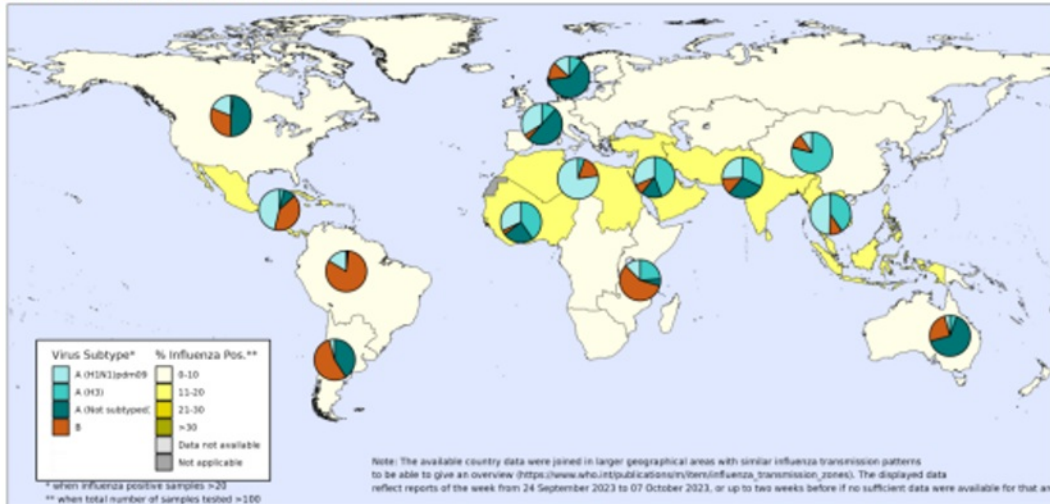 Virus Subtype*
A (H1N1)pdm09
A (H3)
A (Not subtyped)
B
% Influenza Pos.**
0-10
11-20
21-30
>30
Data not available
Not applicable
* when influenza positive samples >20
** when total number of samples tested >100
Note: The available country data were joined in larger geographical areas with similar influenza transmission patterns
to be able to give an overview (https://www.who.int/publications/m/item/influenza_transmission_zones). The displayed data
reflect reports of the week from 24 September 2023 to 07 October 2023, or up to two weeks before if no sufficient data were available for that